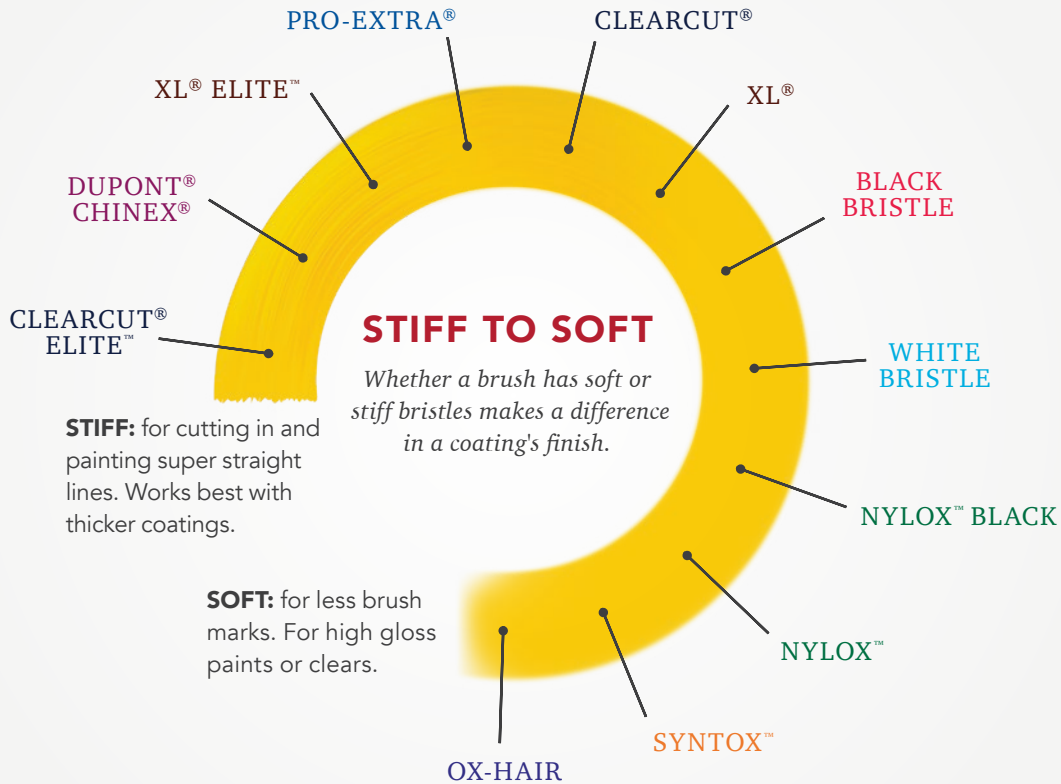 PRO-EXTRA®
CLEARCUT®
XL® ELITE™
XL®
DUPONT®
CHINEX®
BLACK
BRISTLE
CLEARCUT®
ELITE™
STIFF TO SOFT
Whether a brush has soft or
stiff bristles makes a difference
in a coating's finish.
WHITE
BRISTLE
STIFF: for cutting in and
painting super straight
lines. Works best with
thicker coatings.
NYLOX™ BLACK
SOFT: for less brush
marks. For high gloss
paints or clears.
NYLOX™
SYNTOX™
OX-HAIR